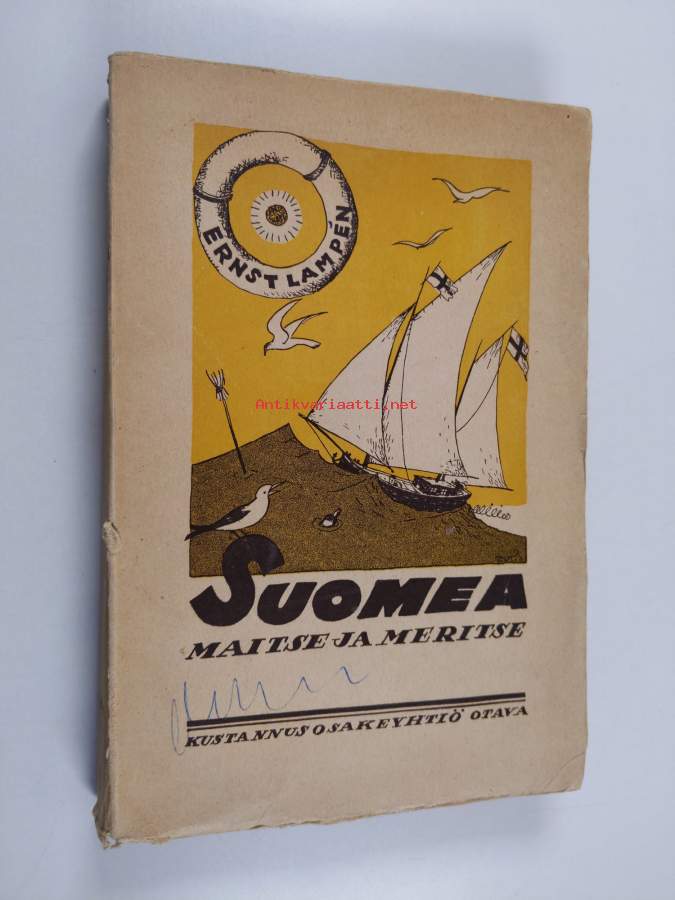 ERNST LAMPÉN
Antikvariaatti.net
SUOMEA
MAITSE JA MERITSE
KUSTANNUSOSAKEYHTIÖ OTAVA